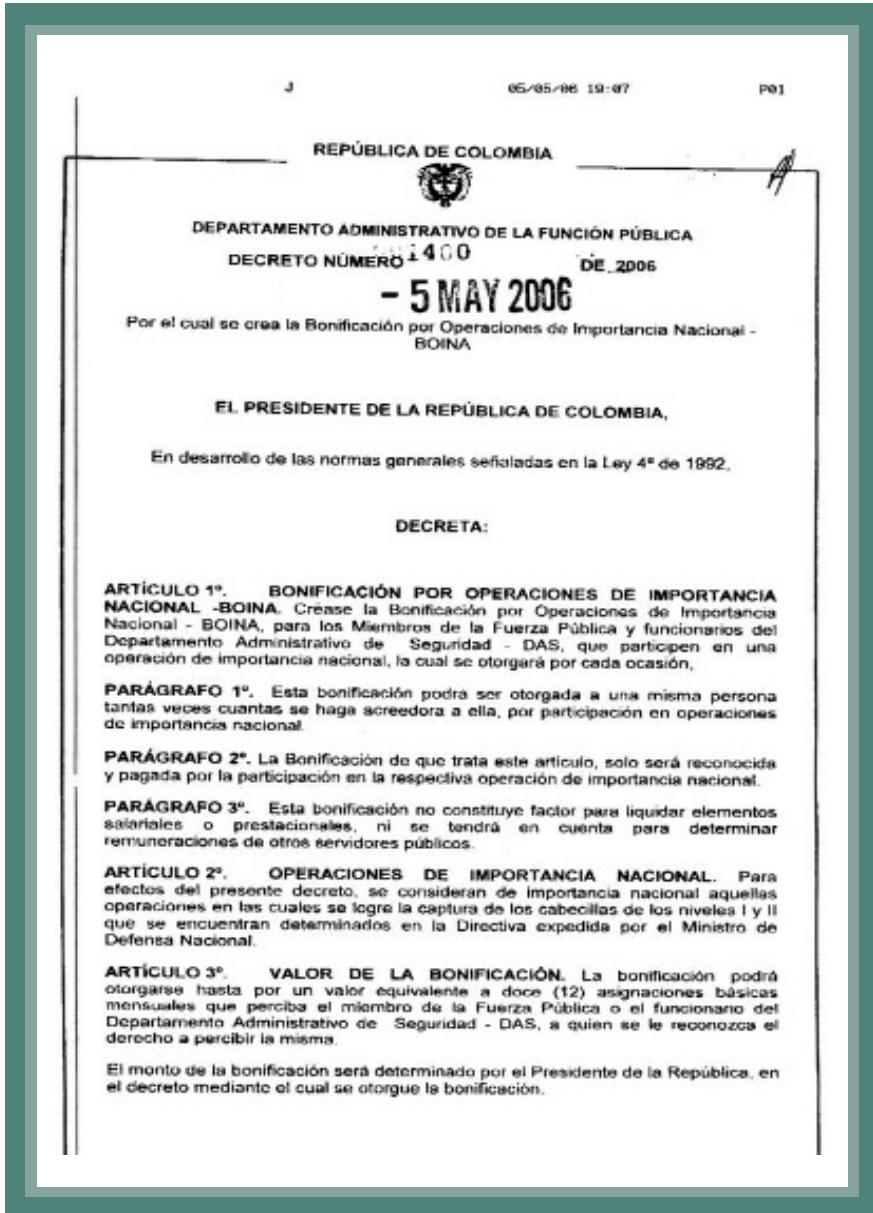 J 05/05/06 19:07 P01
REPÚBLICA DE COLOMBIA
DEPARTAMENTO ADMINISTRATIVO DE LA FUNCIÓN PÚBLICA
DECRETO NÚMERO 1400 DE 2006
- 5 MAY 2006
Por el cual se crea la Bonificación por Operaciones de Importancia Nacional -
BOINA
EL PRESIDENTE DE LA REPÚBLICA DE COLOMBIA,
En desarrollo de las normas generales señaladas en la Ley 4ª de 1992,
DECRETA:
ARTÍCULO 1º. BONIFICACIÓN POR OPERACIONES DE IMPORTANCIA
NACIONAL -BOINA. Créase la Bonificación por Operaciones de Importancia
Nacional - BOINA, para los Miembros de la Fuerza Pública y funcionarios del
Departamento Administrativo de Seguridad - DAS, que participen en una
operación de importancia nacional, la cual se otorgará por cada ocasión,
PARÁGRAFO 1º. Esta bonificación podrá ser otorgada a una misma persona
tantas veces cuantas se haga acreedora a ella, por participación en operaciones
de importancia nacional.
PARÁGRAFO 2º. La Bonificación de que trata este artículo, solo será reconocida
y pagada por la participación en la respectiva operación de importancia nacional.
PARÁGRAFO 3º. Esta bonificación no constituye factor para liquidar elementos
salariales o prestacionales, ni se tendrá en cuenta para determinar
remuneraciones de otros servidores públicos.
ARTÍCULO 2º. OPERACIONES DE IMPORTANCIA NACIONAL. Para
efectos del presente decreto, se consideran de importancia nacional aquellas
operaciones en las cuales se logre la captura de los cabecillas de los niveles I y II
que se encuentran determinados en la Directiva expedida por el Ministro de
Defensa Nacional.
ARTÍCULO 3º. VALOR DE LA BONIFICACIÓN. La bonificación podrá
otorgarse hasta por un valor equivalente a doce (12) asignaciones básicas
mensuales que perciba el miembro de la Fuerza Pública o el funcionario del
Departamento Administrativo de Seguridad - DAS, a quien se le reconozca el
derecho a percibir la misma.
El monto de la bonificación será determinado por el Presidente de la República, en
el decreto mediante el cual se otorgue la bonificación.